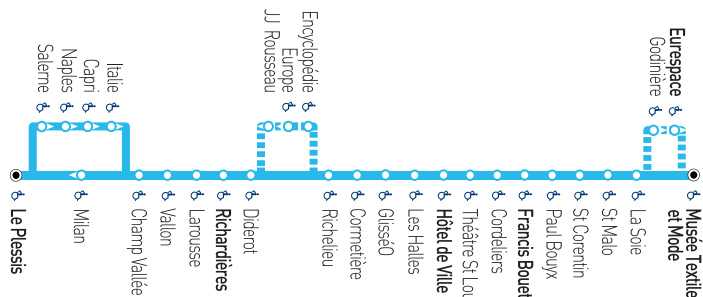 Salerne
Naples
Capri
Italie
JJ Rousseau
Europe
Encyclopédie
Godinière
Eurespace
Le Plessis
Milan
Champ Vallée
Vallon
Larousse
Richardières
Diderot
Richelieu
Cormetière
GlisséO
Les Halles
Hôtel de Ville
Théâtre St Lou
Cordeliers
Francis Bouet
Paul Bouyx
St Corentin
St Malo
La Soie
Musée Textile
et Mode